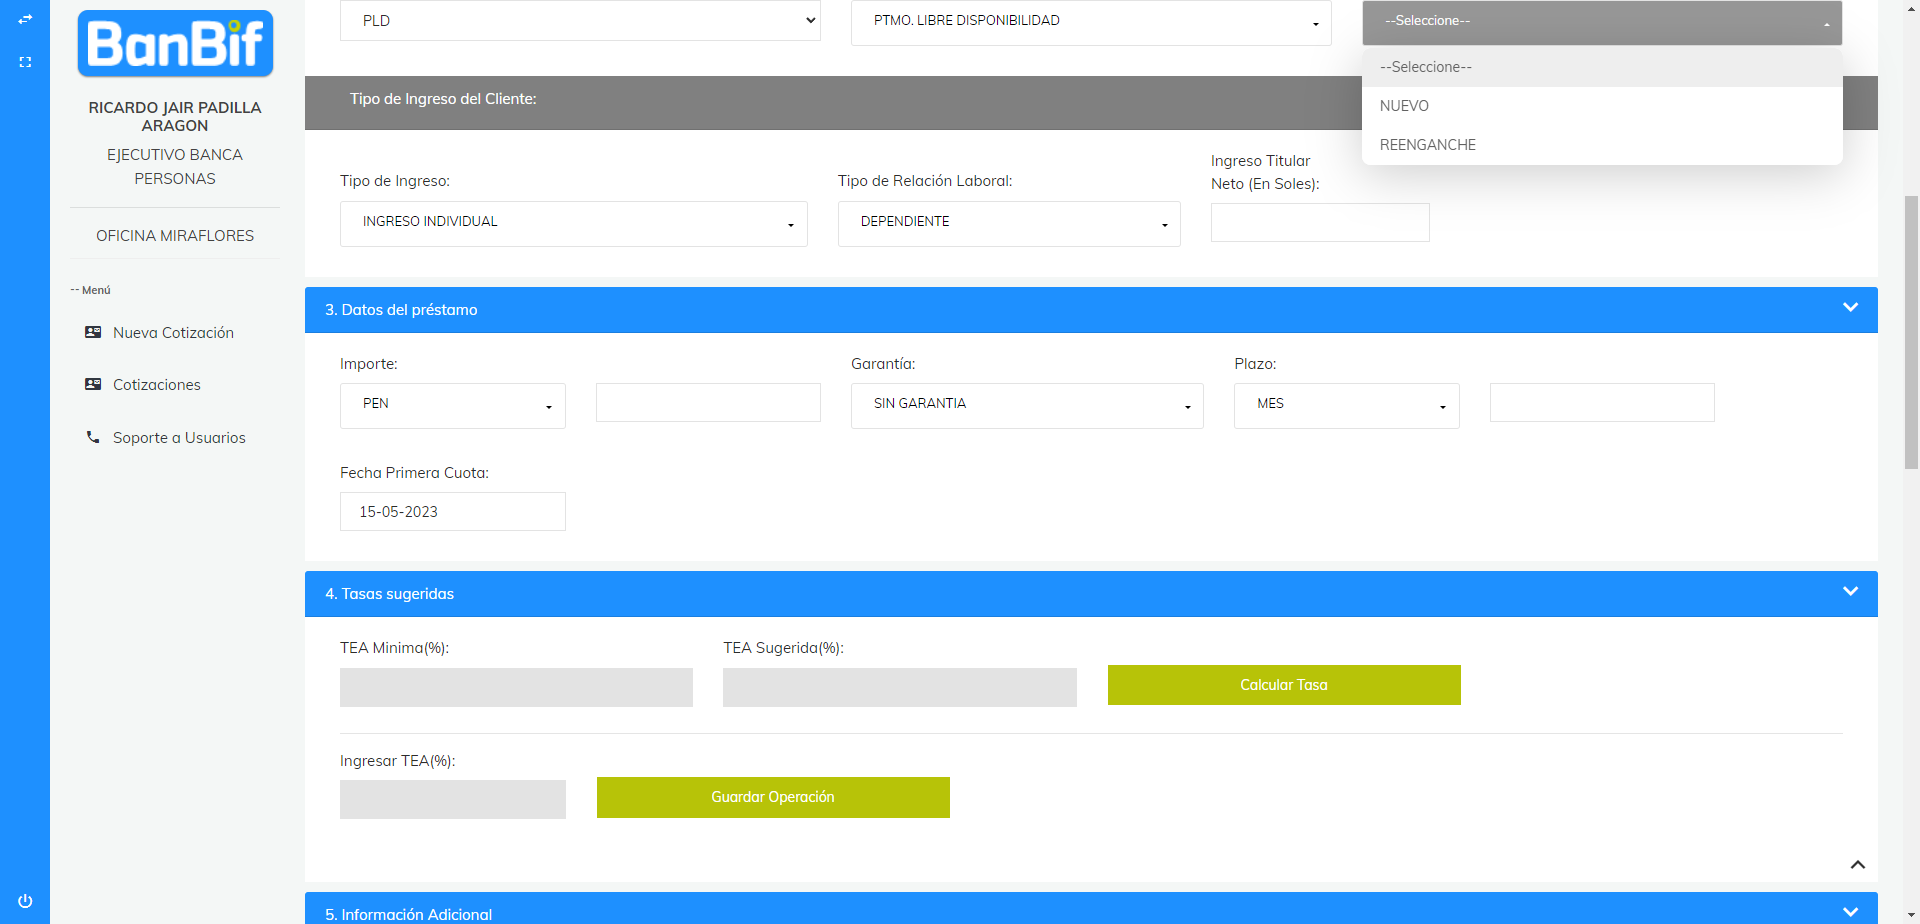 BanBif
RICARDO JAIR PADILLA
ARAGON
EJECUTIVO BANCA
PERSONAS
OFICINA MIRAFLORES
-- Menú
Nueva Cotización
Cotizaciones
Soporte a Usuarios
PLD
PTMO. LIBRE DISPONIBILIDAD
--Seleccione--
--Seleccione--
NUEVO
REENGANCHE
Tipo de Ingreso del Cliente:
Tipo de Ingreso:
INGRESO INDIVIDUAL
Tipo de Relación Laboral:
DEPENDIENTE
Ingreso Titular
Neto (En Soles):
3. Datos del préstamo
Importe:
PEN
Garantía:
SIN GARANTIA
Plazo:
MES
Fecha Primera Cuota:
15-05-2023
4. Tasas sugeridas
TEA Minima(%):
TEA Sugerida(%):
Calcular Tasa
Ingresar TEA(%):
Guardar Operación
5. Información Adicional